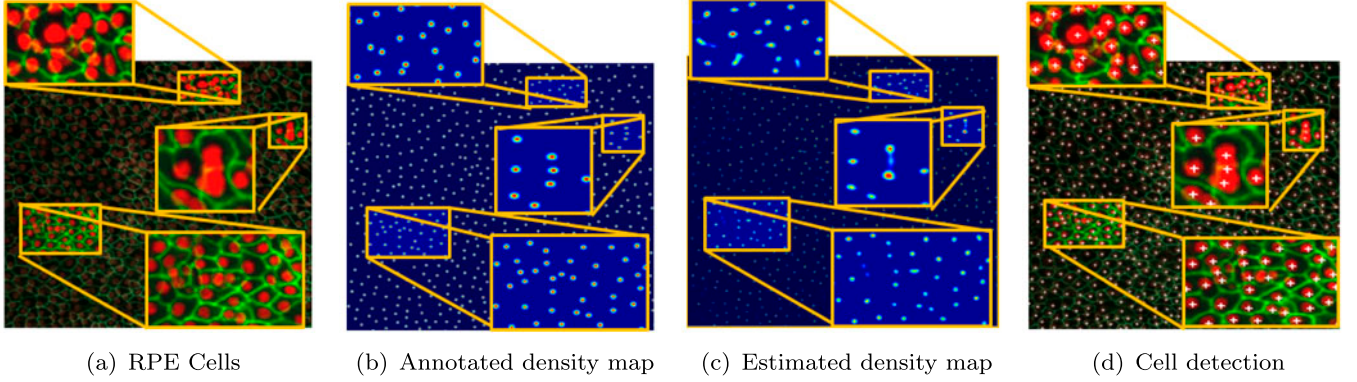 (a) RPE Cells
(b) Annotated density map
(c) Estimated density map
(d) Cell detection